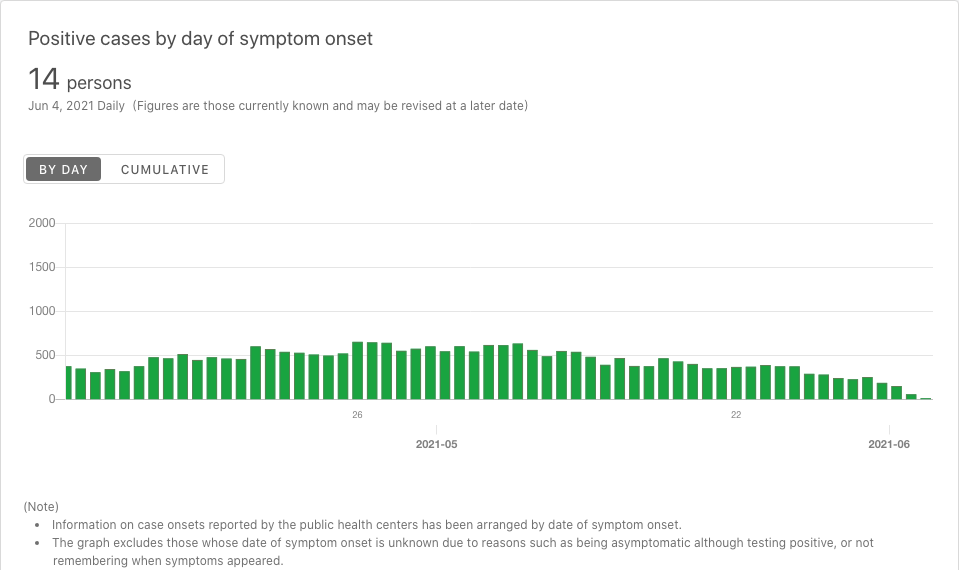 Positive cases by day of symptom onset
14 persons
Jun 4, 2021 Daily (Figures are those currently known and may be revised at a later date)
BY DAY CUMULATIVE
2000
1500
1000
500
0
26 22
2021-05 2021-06
(Note)
• Information on case onsets reported by the public health centers has been arranged by date of symptom onset.
• The graph excludes those whose date of symptom onset is unknown due to reasons such as being asymptomatic although testing positive, or not
remembering when symptoms appeared.